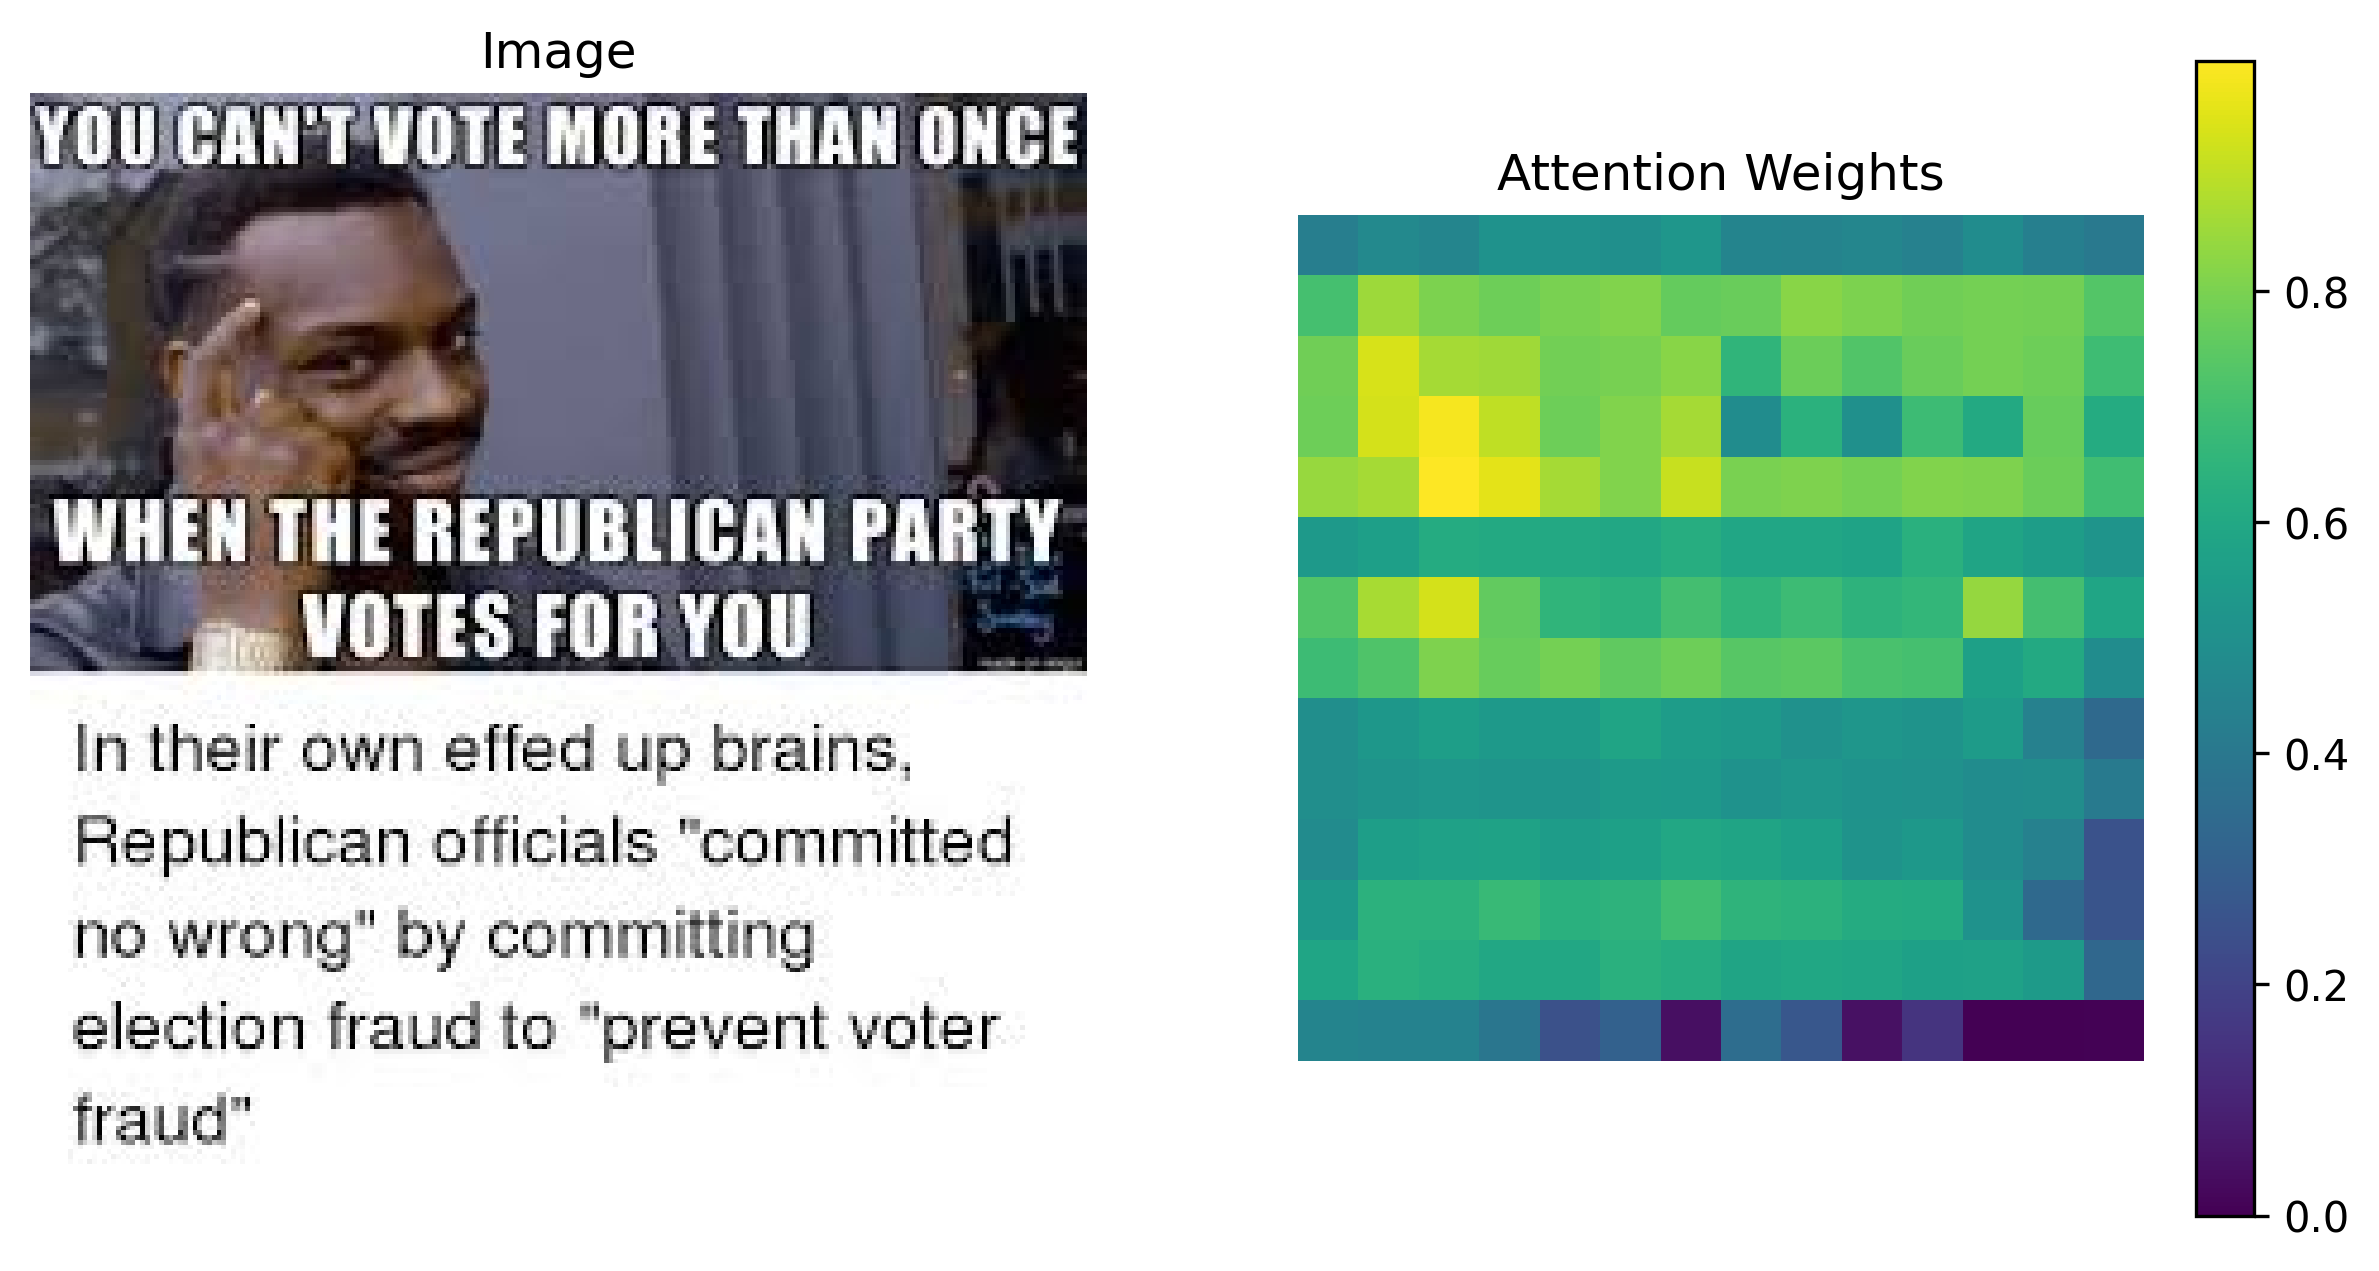 Image
YOU CAN'T VOTE MORE THAN ONCE
WHEN THE REPUBLICAN PARTY
VOTES FOR YOU
In their own effed up brains,
Republican officials "committed
no wrong" by committing
election fraud to "prevent voter
fraud"
Attention Weights
0.8
0.6
0.4
0.2
0.0